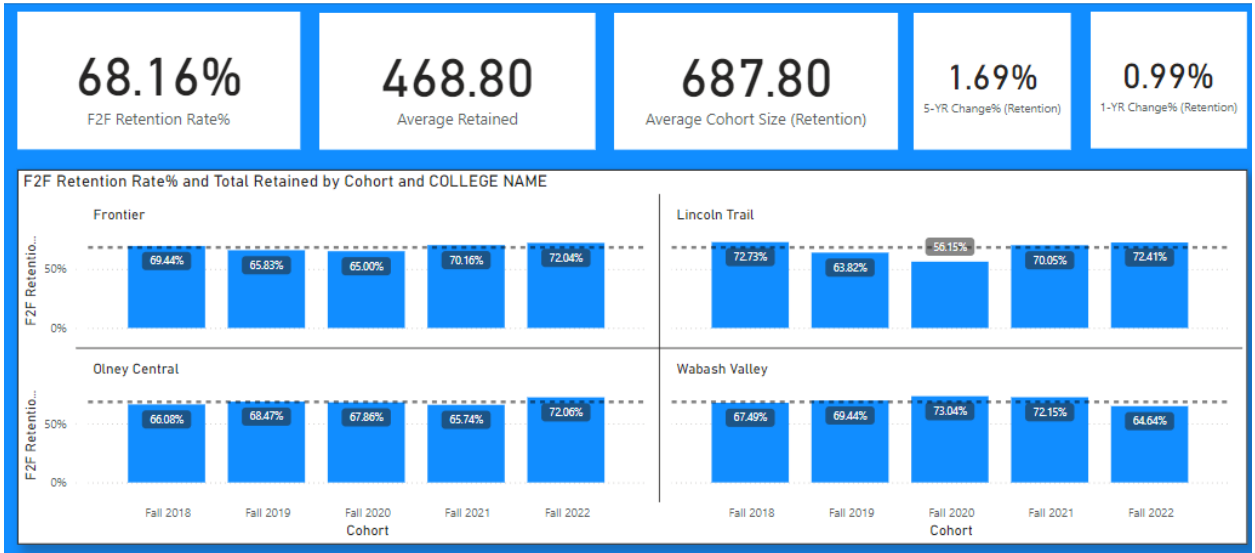 68.16%
F2F Retention Rate%
468.80
Average Retained
687.80
Average Cohort Size (Retention)
1.69%
5-YR Change% (Retention)
0.99%
1-YR Change% (Retention)
F2F Retention Rate% and Total Retained by Cohort and COLLEGE NAME
Frontier
F2F Retentio...
50%
0%
69.44%
65.83%
65.00%
70.16%
72.04%
Lincoln Trail
72.73%
63.82%
56.15%
70.05%
72.41%
Olney Central
F2F Retentio...
50%
0%
66.08%
68.47%
67.86%
65.74%
72.06%
Fall 2018 Fall 2019 Fall 2020 Fall 2021 Fall 2022
Cohort
Wabash Valley
67.49%
69.44%
73.04%
72.15%
64.64%
Fall 2018 Fall 2019 Fall 2020 Fall 2021 Fall 2022
Cohort